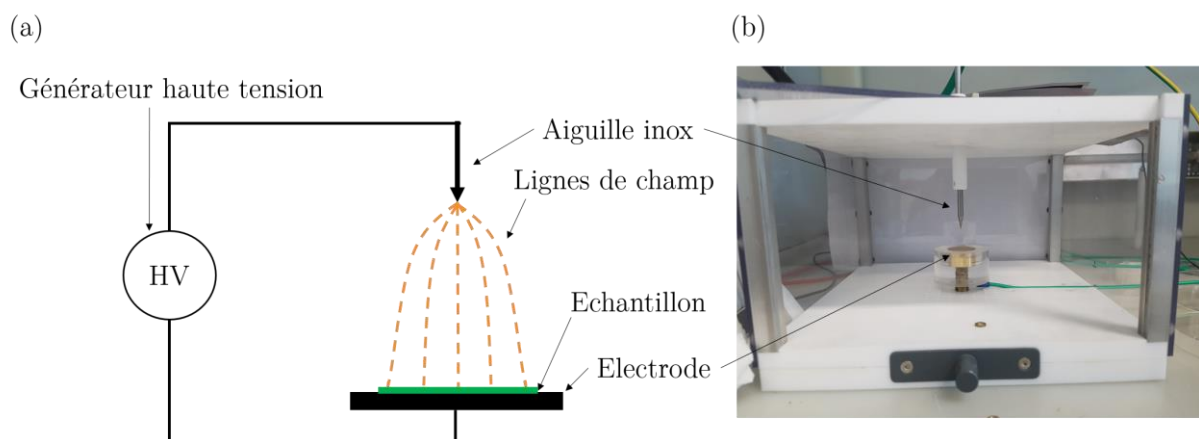 (a)
(b)
Générateur haute tension
Aiguille inox
Lignes de champ
HV
Echantillon
Electrode